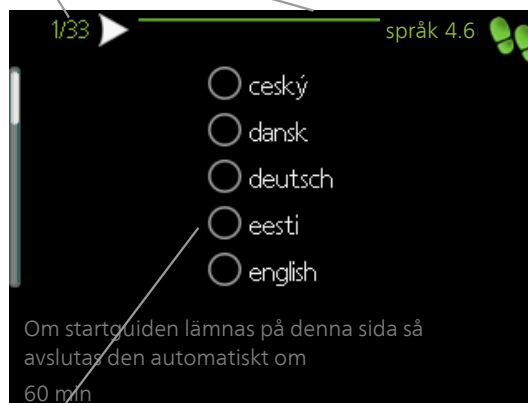 1/33
språk 4.6
ceský
dansk
deutsch
eesti
english
Om startguiden lämnas på denna sida så
avslutas den automatiskt om
60 min